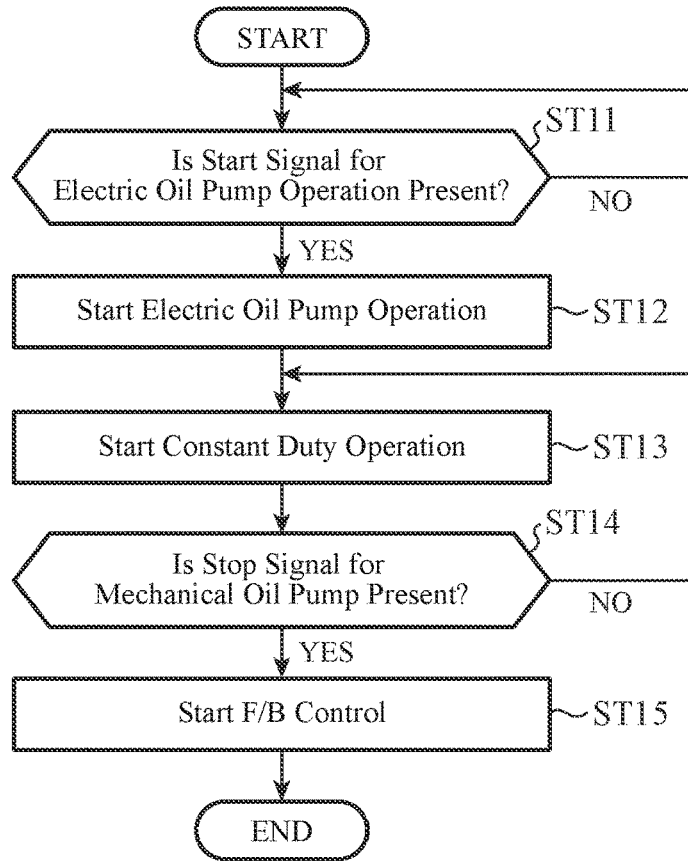 START
ST11
Is Start Signal for
Electric Oil Pump Operation Present?
NO
YES
Start Electric Oil Pump Operation
ST12
Start Constant Duty Operation
ST13
ST14
Is Stop Signal for
Mechanical Oil Pump Present?
NO
YES
Start F/B Control
ST15
END